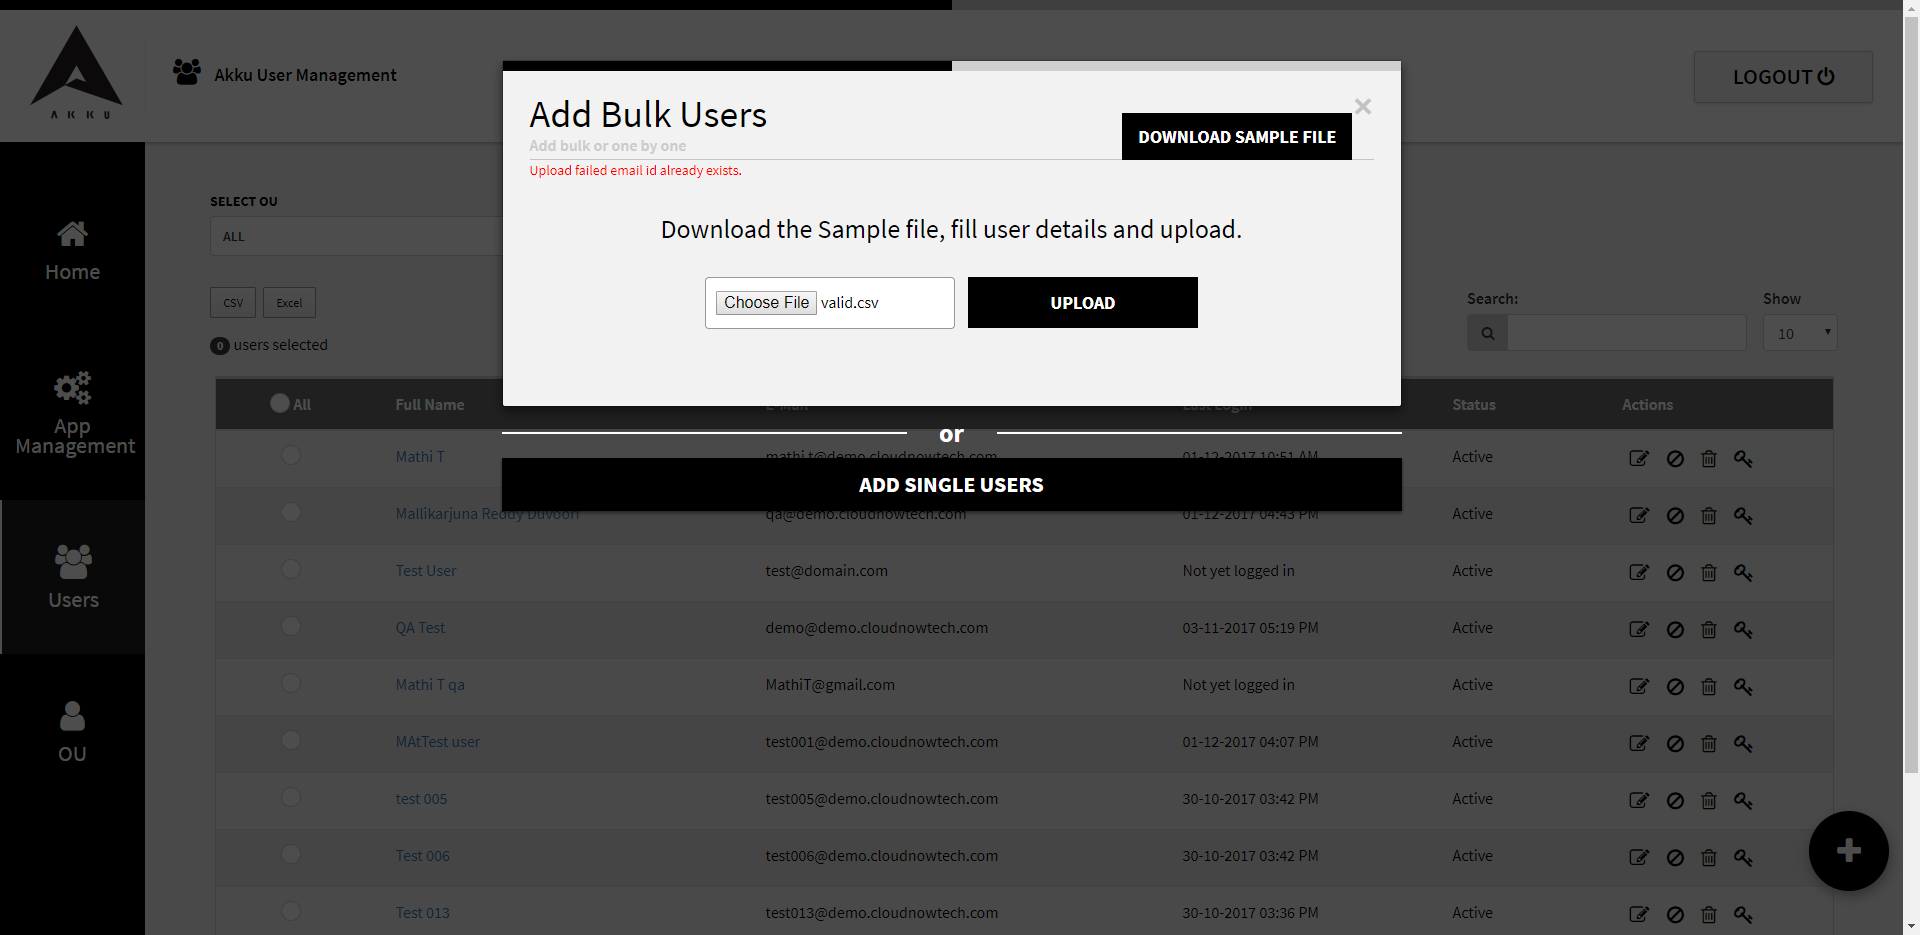 AKKU
Akku User Management
LOGOUT
Add Bulk Users
Add bulk or one by one
DOWNLOAD SAMPLE FILE
×
Upload failed email id already exists.
Download the Sample file, fill user details and upload.
Choose File valid.csv
UPLOAD
or
ADD SINGLE USERS
Home
App
Management
Users
OU
SELECT OU
ALL
CSV Excel
0 users selected
Search: Show
10
All Full Name E-Mail Last Login Status Actions
Mathi T mathi.t@demo.cloudnowtech.com 01-12-2017 10:51 AM Active
Mallikarjuna Reddy Duvoori qa@demo.cloudnowtech.com 01-12-2017 04:43 PM Active
Test User test@domain.com Not yet logged in Active
QA Test demo@demo.cloudnowtech.com 03-11-2017 05:19 PM Active
Mathi T qa MathiT@gmail.com Not yet logged in Active
MAtTest user test001@demo.cloudnowtech.com 01-12-2017 04:07 PM Active
test 005 test005@demo.cloudnowtech.com 30-10-2017 03:42 PM Active
Test 006 test006@demo.cloudnowtech.com 30-10-2017 03:42 PM Active
Test 013 test013@demo.cloudnowtech.com 30-10-2017 03:36 PM Active